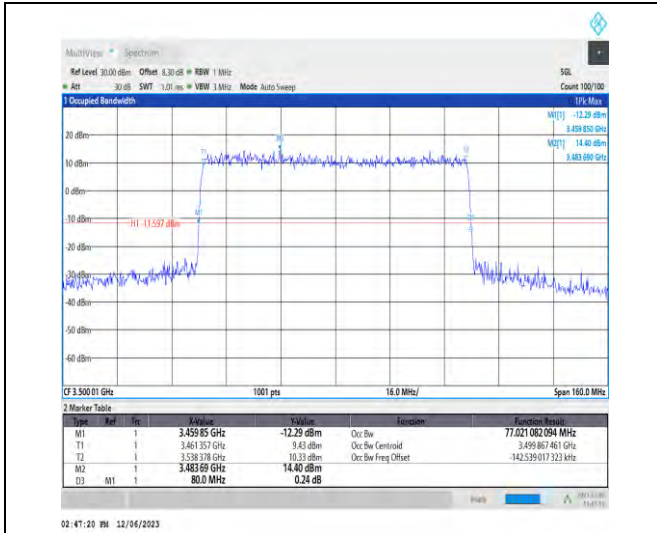 MultiView Spectrum
Ref Level 30.00 dBm Offset 8.30 dB RBW 1 MHz SGL
Att 30 dB SWT 1.01 ms VBW 3 MHz Mode Auto Sweep Count 100/100
1 Occupied Bandwidth 1Pk Max
M1[1] -12.29 dBm
3.459 850 GHz
M2[1] 14.40 dBm
3.483 690 GHz
20 dBm
T1 M2 T2
10 dBm
0 dBm
M1
-10 dBm
H1 -11.597 dBm
D3
-20 dBm
-30 dBm
-40 dBm
-50 dBm
-60 dBm
CF 3.500 01 GHz 1001 pts 16.0 MHz/ Span 160.0 MHz
2 Marker Table
Type Ref Trc X-Value Y-Value Function Function Result
M1 1 3.459 85 GHz -12.29 dBm Occ Bw 77.021 082 094 MHz
T1 1 3.461 357 GHz 9.43 dBm Occ Bw Centroid 3.499 867 461 GHz
T2 1 3.538 378 GHz 10.33 dBm Occ Bw Freq Offset -142.539 017 323 kHz
M2 1 3.483 69 GHz 14.40 dBm
D3 M1 1 80.0 MHz 0.24 dB
02:47:20 PM 12/06/2023